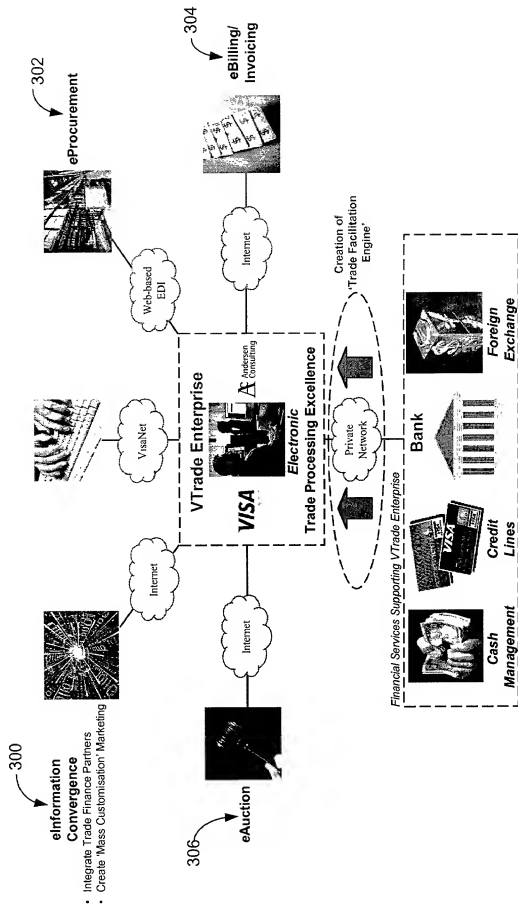 300
eInformation
Convergence
• Integrate Trade Finance Partners
• Create 'Mass Customisation' Marketing
Internet
VisaNet
302
eProcurement
Web-based
EDI
304
eBilling/
Invoicing
Internet
306
eAuction
Internet
VTrade Enterprise
VISA
Andersen
Consulting
Electronic
Trade Processing Excellence
Private
Network
Creation of
'Trade Facilitation
Engine'
Financial Services Supporting VTrade Enterprise
Cash
Management
VISA
Credit
Lines
Bank
Foreign
Exchange